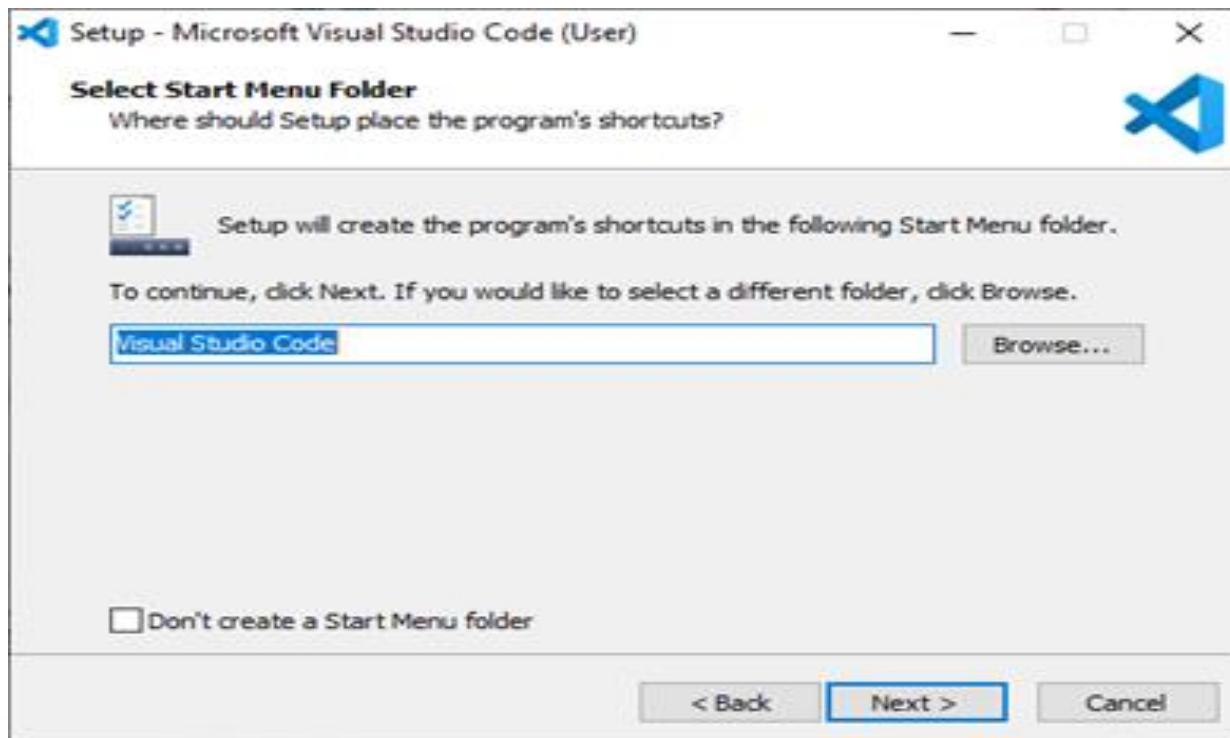 Setup - Microsoft Visual Studio Code (User)
Select Start Menu Folder
Where should Setup place the program's shortcuts?
Setup will create the program's shortcuts in the following Start Menu folder.
To continue, click Next. If you would like to select a different folder, click Browse.
Visual Studio Code
Browse...
Don't create a Start Menu folder
< Back
Next >
Cancel